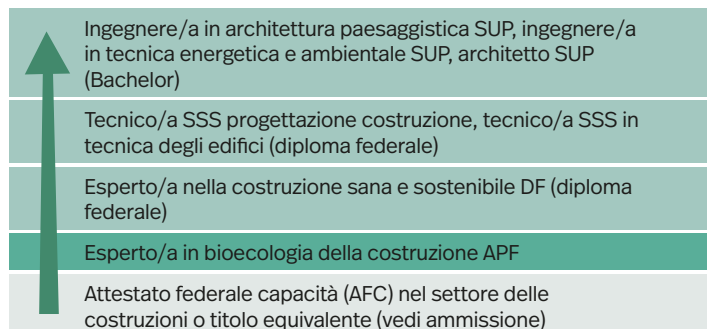 Ingegnere/a in architettura paesaggistica SUP, ingegnere/a
in tecnica energetica e ambientale SUP, architetto SUP
(Bachelor)
Tecnico/a SSS progettazione costruzione, tecnico/a SSS in
tecnica degli edifici (diploma federale)
Esperto/a nella costruzione sana e sostenibile DF (diploma
federale)
Esperto/a in bioecologia della costruzione APF
Attestato federale capacità (AFC) nel settore delle
costruzioni o titolo equivalente (vedi ammissione)